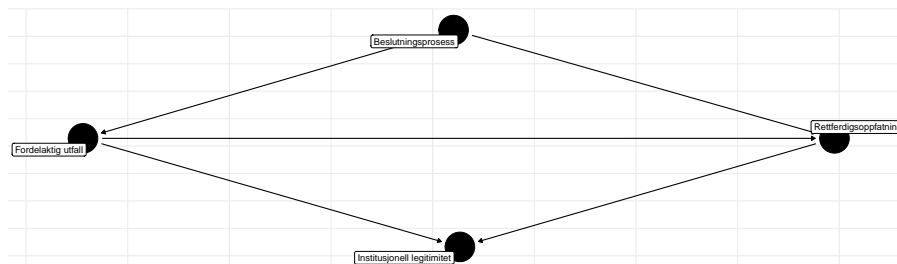 Beslutningsprosess
Rettferdigsoppfatnin
Fordelaktig utfall
Institusjonell legitimitet